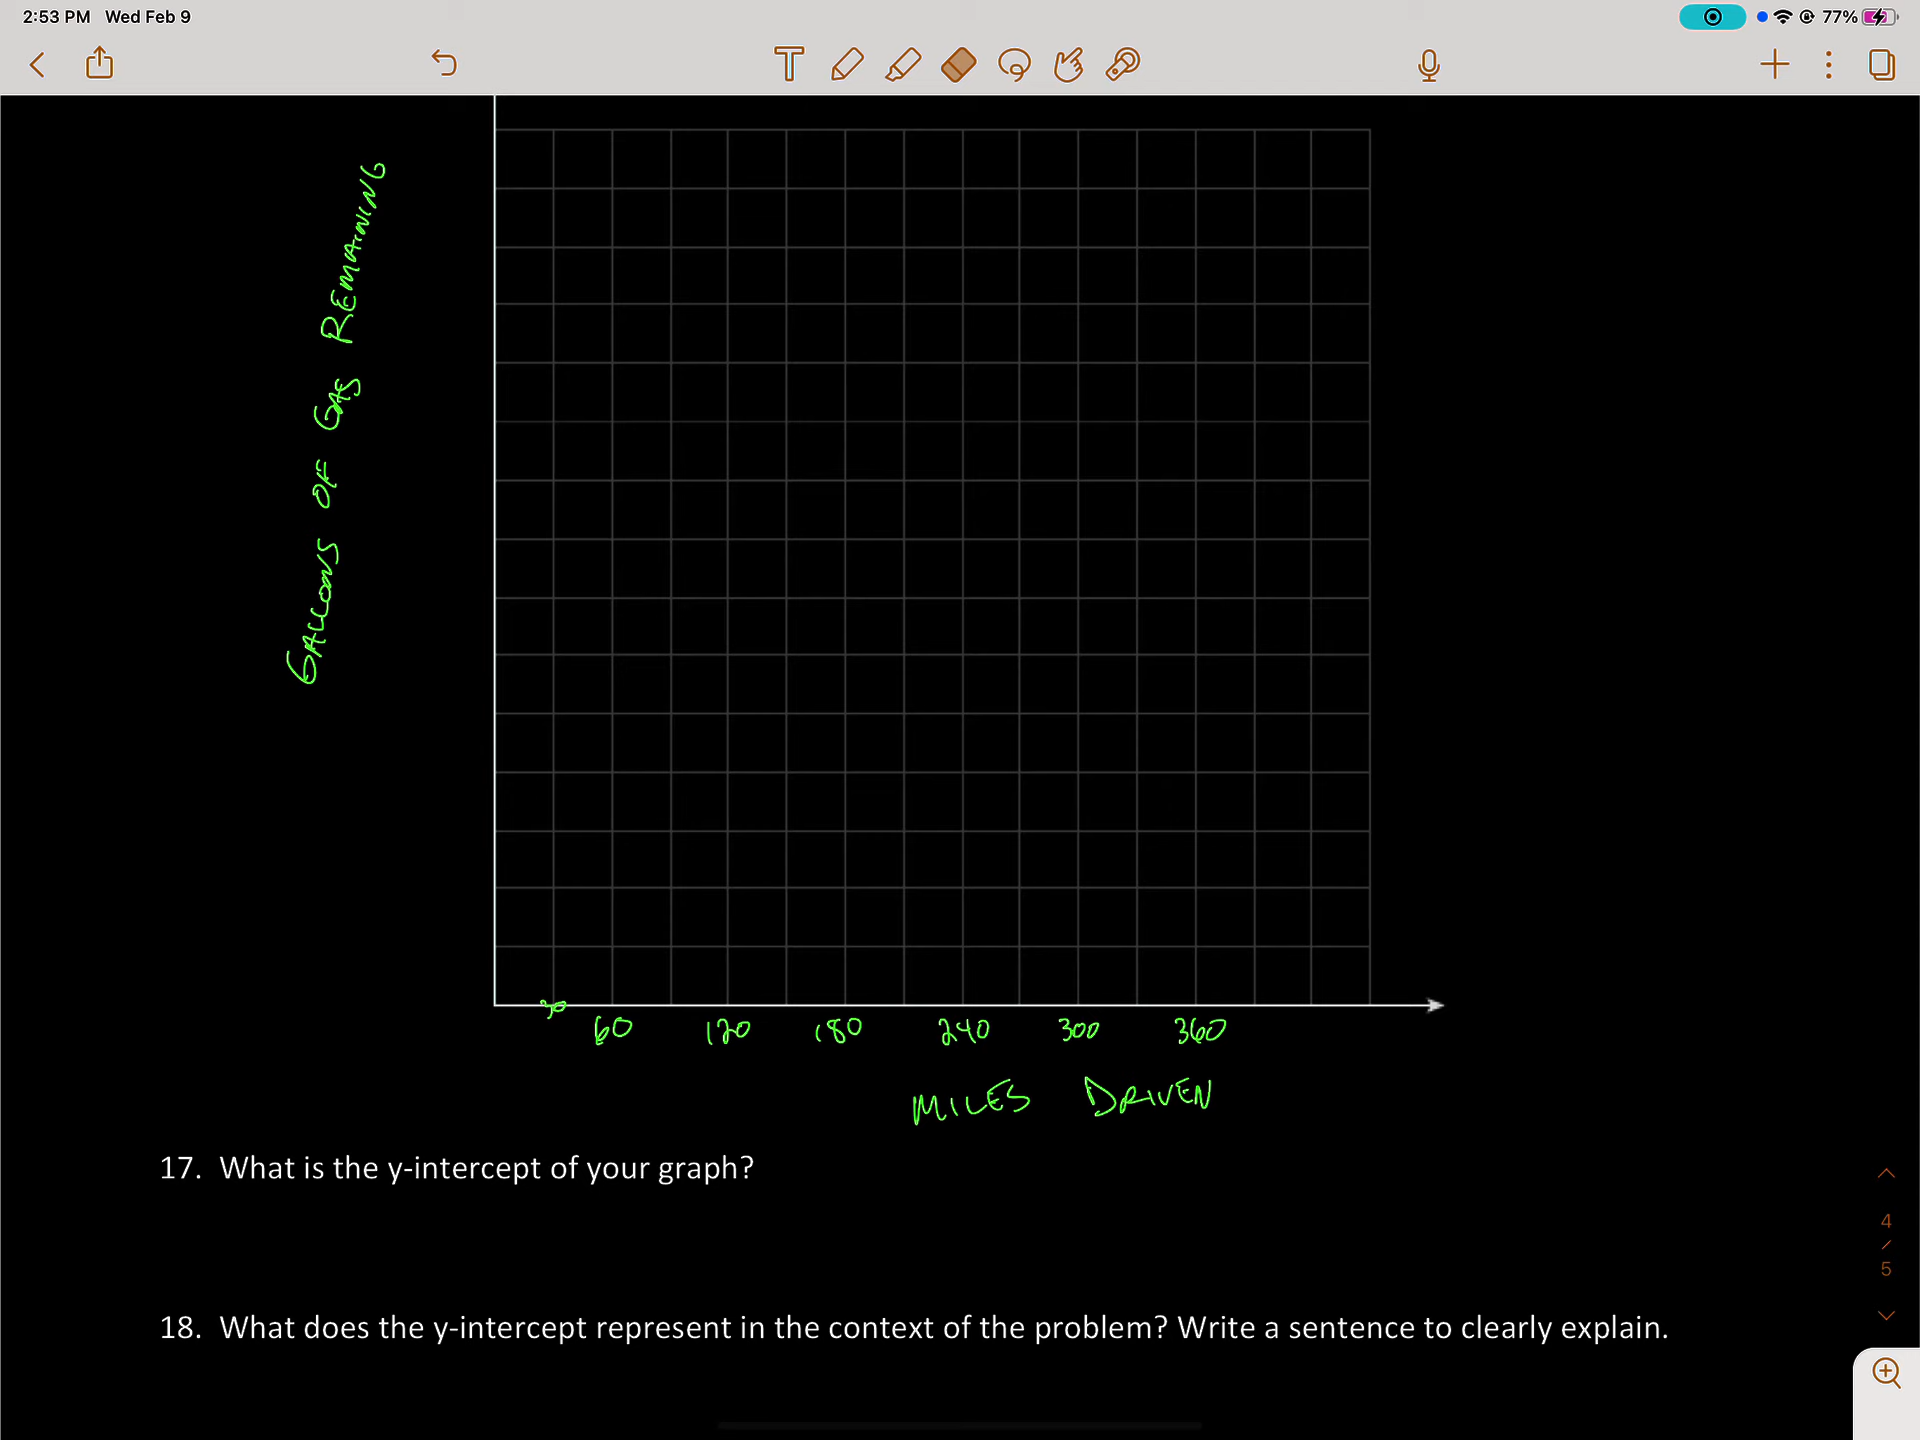 2:53 PM Wed Feb 9
77%
T
GALLONS OF GAS REMAINING
30
60 120 180 240 300 360
MILES DRIVEN
17. What is the y-intercept of your graph?
4
/
5
18. What does the y-intercept represent in the context of the problem? Write a sentence to clearly explain.